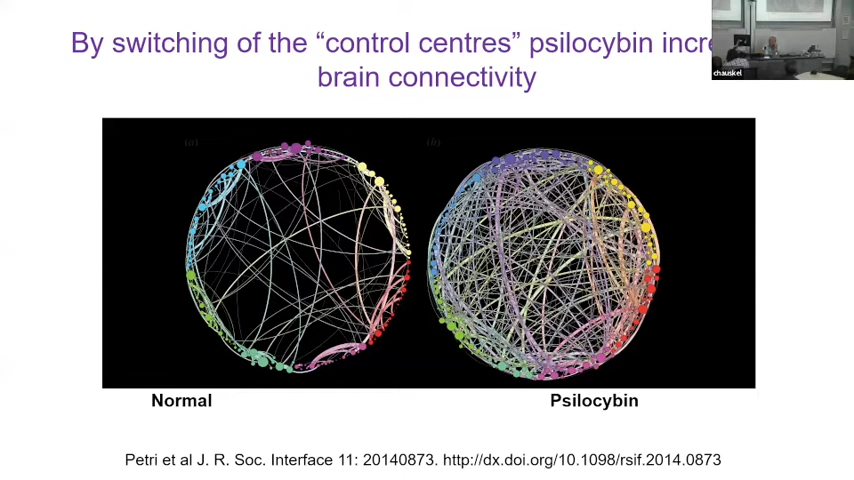 By switching of the “control centres” psilocybin incre
brain connectivity
chauskel
(a)
(b)
Normal
Psilocybin
Petri et al J. R. Soc. Interface 11: 20140873. http://dx.doi.org/10.1098/rsif.2014.0873